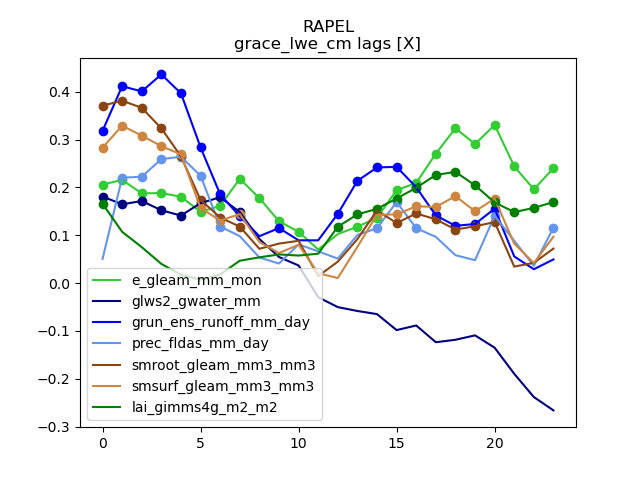 RAPEL
grace_lwe_cm lags [X]
0.4
0.3
0.2
0.1
0.0
−0.1
−0.2
−0.3
e_gleam_mm_mon
glws2_gwater_mm
grun_ens_runoff_mm_day
prec_fldas_mm_day
smroot_gleam_mm3_mm3
smsurf_gleam_mm3_mm3
lai_gimms4g_m2_m2
0 5 10 15 20